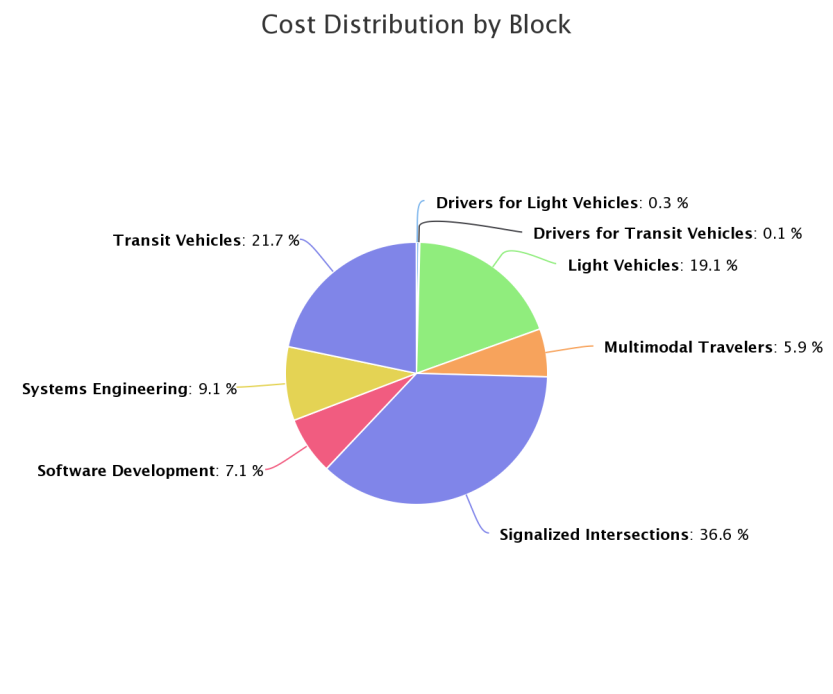 Cost Distribution by Block
Drivers for Light Vehicles: 0.3 %
Drivers for Transit Vehicles: 0.1 %
Transit Vehicles: 21.7 %
Light Vehicles: 19.1 %
Multimodal Travelers: 5.9 %
Systems Engineering: 9.1 %
Software Development: 7.1 %
Signalized Intersections: 36.6 %